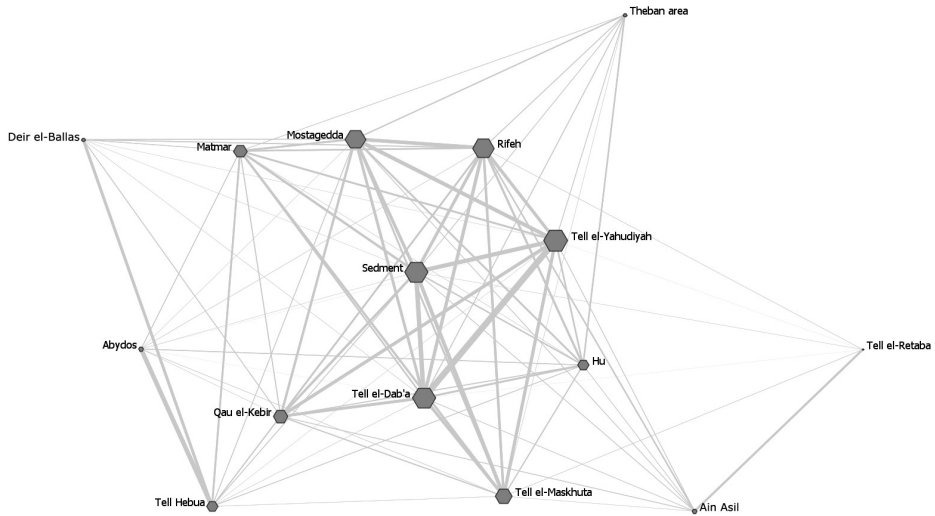 Theban area
Deir el-Ballas
Mostagedda
Matmar
Rifeh
Tell el-Yahudiyah
Sedment
Abydos
Tell el-Retaba
Hu
Tell el-Dab'a
Qau el-Kebir
Tell el-Maskhuta
Tell Hebua
Ain Asil